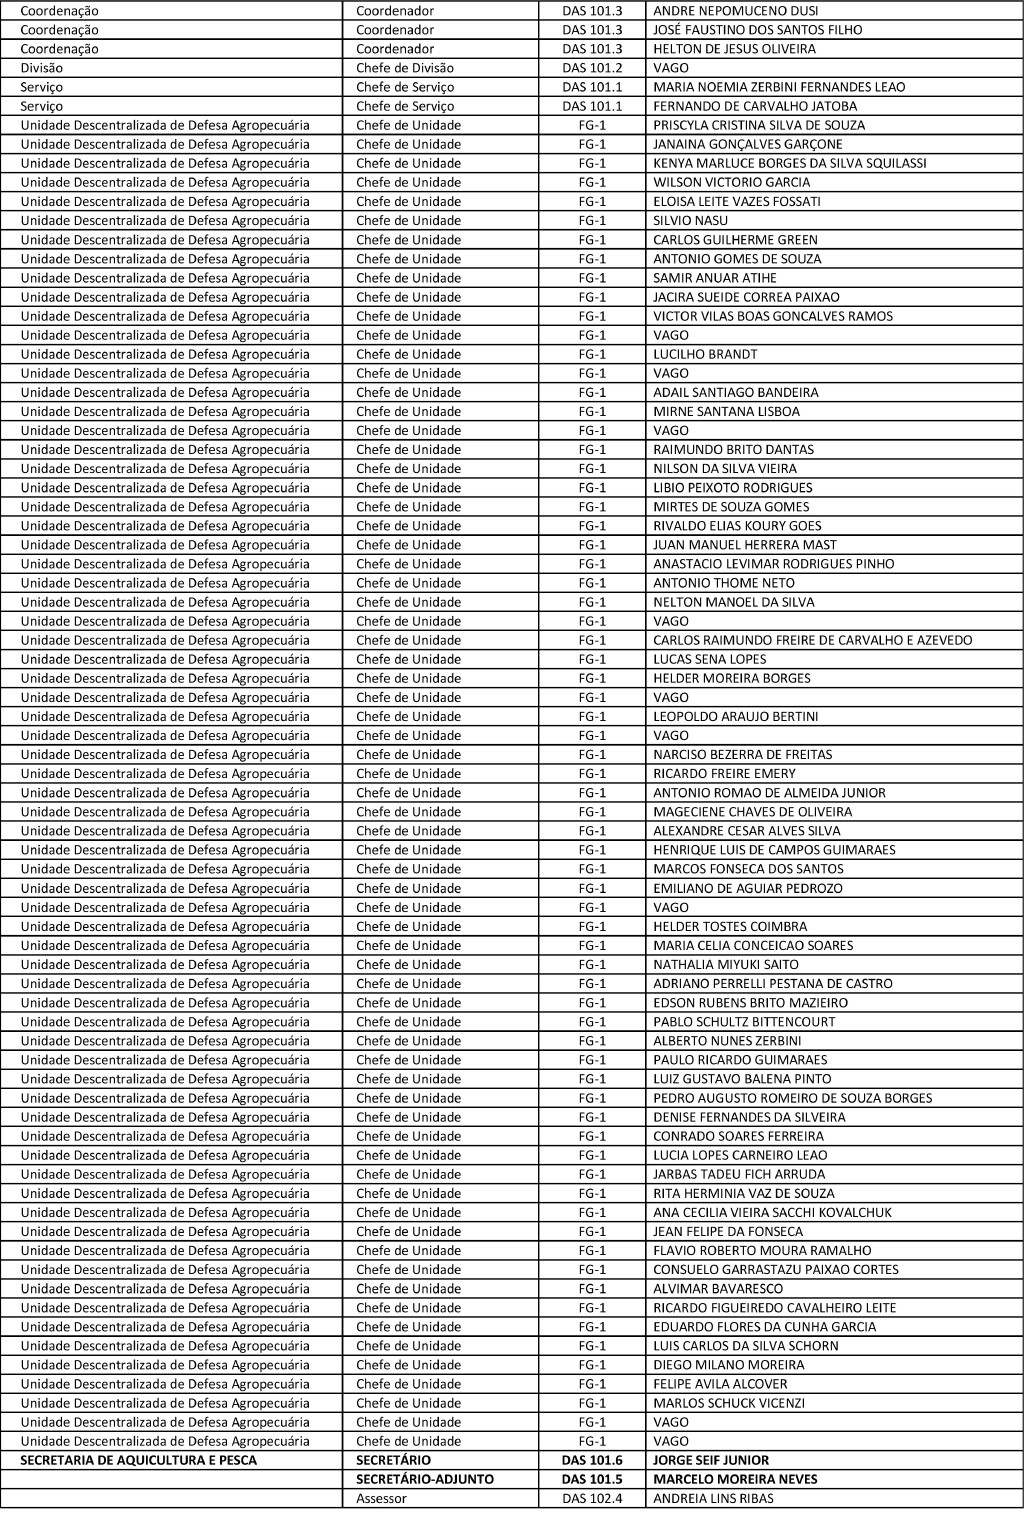 Coordenação Coordenador DAS 101.3 ANDRE NEPOMUCENO DUSI
Coordenação Coordenador DAS 101.3 JOSÉ FAUSTINO DOS SANTOS FILHO
Coordenação Coordenador DAS 101.3 HELTON DE JESUS OLIVEIRA
Divisão Chefe de Divisão DAS 101.2 VAGO
Serviço Chefe de Serviço DAS 101.1 MARIA NOEMIA ZERBINI FERNANDES LEAO
Serviço Chefe de Serviço DAS 101.1 FERNANDO DE CARVALHO JATOBA
Unidade Descentralizada de Defesa Agropecuária Chefe de Unidade FG-1 PRISCYLA CRISTINA SILVA DE SOUZA
Unidade Descentralizada de Defesa Agropecuária Chefe de Unidade FG-1 JANAINA GONÇALVES GARÇONE
Unidade Descentralizada de Defesa Agropecuária Chefe de Unidade FG-1 KENYA MARLUCE BORGES DA SILVA SQUILASSI
Unidade Descentralizada de Defesa Agropecuária Chefe de Unidade FG-1 WILSON VICTORIO GARCIA
Unidade Descentralizada de Defesa Agropecuária Chefe de Unidade FG-1 ELOISA LEITE VAZES FOSSATI
Unidade Descentralizada de Defesa Agropecuária Chefe de Unidade FG-1 SILVIO NASU
Unidade Descentralizada de Defesa Agropecuária Chefe de Unidade FG-1 CARLOS GUILHERME GREEN
Unidade Descentralizada de Defesa Agropecuária Chefe de Unidade FG-1 ANTONIO GOMES DE SOUZA
Unidade Descentralizada de Defesa Agropecuária Chefe de Unidade FG-1 SAMIR ANUAR ATIHE
Unidade Descentralizada de Defesa Agropecuária Chefe de Unidade FG-1 JACIRA SUEIDE CORREA PAIXAO
Unidade Descentralizada de Defesa Agropecuária Chefe de Unidade FG-1 VICTOR VILAS BOAS GONCALVES RAMOS
Unidade Descentralizada de Defesa Agropecuária Chefe de Unidade FG-1 VAGO
Unidade Descentralizada de Defesa Agropecuária Chefe de Unidade FG-1 LUCILHO BRANDT
Unidade Descentralizada de Defesa Agropecuária Chefe de Unidade FG-1 VAGO
Unidade Descentralizada de Defesa Agropecuária Chefe de Unidade FG-1 ADAIL SANTIAGO BANDEIRA
Unidade Descentralizada de Defesa Agropecuária Chefe de Unidade FG-1 MIRNE SANTANA LISBOA
Unidade Descentralizada de Defesa Agropecuária Chefe de Unidade FG-1 VAGO
Unidade Descentralizada de Defesa Agropecuária Chefe de Unidade FG-1 RAIMUNDO BRITO DANTAS
Unidade Descentralizada de Defesa Agropecuária Chefe de Unidade FG-1 NILSON DA SILVA VIEIRA
Unidade Descentralizada de Defesa Agropecuária Chefe de Unidade FG-1 LIBIO PEIXOTO RODRIGUES
Unidade Descentralizada de Defesa Agropecuária Chefe de Unidade FG-1 MIRTES DE SOUZA GOMES
Unidade Descentralizada de Defesa Agropecuária Chefe de Unidade FG-1 RIVALDO ELIAS KOURY GOES
Unidade Descentralizada de Defesa Agropecuária Chefe de Unidade FG-1 JUAN MANUEL HERRERA MAST
Unidade Descentralizada de Defesa Agropecuária Chefe de Unidade FG-1 ANASTACIO LEVIMAR RODRIGUES PINHO
Unidade Descentralizada de Defesa Agropecuária Chefe de Unidade FG-1 ANTONIO THOME NETO
Unidade Descentralizada de Defesa Agropecuária Chefe de Unidade FG-1 NELTON MANOEL DA SILVA
Unidade Descentralizada de Defesa Agropecuária Chefe de Unidade FG-1 VAGO
Unidade Descentralizada de Defesa Agropecuária Chefe de Unidade FG-1 CARLOS RAIMUNDO FREIRE DE CARVALHO E AZEVEDO
Unidade Descentralizada de Defesa Agropecuária Chefe de Unidade FG-1 LUCAS SENA LOPES
Unidade Descentralizada de Defesa Agropecuária Chefe de Unidade FG-1 HELDER MOREIRA BORGES
Unidade Descentralizada de Defesa Agropecuária Chefe de Unidade FG-1 VAGO
Unidade Descentralizada de Defesa Agropecuária Chefe de Unidade FG-1 LEOPOLDO ARAUJO BERTINI
Unidade Descentralizada de Defesa Agropecuária Chefe de Unidade FG-1 VAGO
Unidade Descentralizada de Defesa Agropecuária Chefe de Unidade FG-1 NARCISO BEZERRA DE FREITAS
Unidade Descentralizada de Defesa Agropecuária Chefe de Unidade FG-1 RICARDO FREIRE EMERY
Unidade Descentralizada de Defesa Agropecuária Chefe de Unidade FG-1 ANTONIO ROMAO DE ALMEIDA JUNIOR
Unidade Descentralizada de Defesa Agropecuária Chefe de Unidade FG-1 MAGECIENE CHAVES DE OLIVEIRA
Unidade Descentralizada de Defesa Agropecuária Chefe de Unidade FG-1 ALEXANDRE CESAR ALVES SILVA
Unidade Descentralizada de Defesa Agropecuária Chefe de Unidade FG-1 HENRIQUE LUIS DE CAMPOS GUIMARAES
Unidade Descentralizada de Defesa Agropecuária Chefe de Unidade FG-1 MARCOS FONSECA DOS SANTOS
Unidade Descentralizada de Defesa Agropecuária Chefe de Unidade FG-1 EMILIANO DE AGUIAR PEDROZO
Unidade Descentralizada de Defesa Agropecuária Chefe de Unidade FG-1 VAGO
Unidade Descentralizada de Defesa Agropecuária Chefe de Unidade FG-1 HELDER TOSTES COIMBRA
Unidade Descentralizada de Defesa Agropecuária Chefe de Unidade FG-1 MARIA CELIA CONCEICAO SOARES
Unidade Descentralizada de Defesa Agropecuária Chefe de Unidade FG-1 NATHALIA MIYUKI SAITO
Unidade Descentralizada de Defesa Agropecuária Chefe de Unidade FG-1 ADRIANO PERRELLI PESTANA DE CASTRO
Unidade Descentralizada de Defesa Agropecuária Chefe de Unidade FG-1 EDSON RUBENS BRITO MAZIEIRO
Unidade Descentralizada de Defesa Agropecuária Chefe de Unidade FG-1 PABLO SCHULTZ BITTENCOURT
Unidade Descentralizada de Defesa Agropecuária Chefe de Unidade FG-1 ALBERTO NUNES ZERBINI
Unidade Descentralizada de Defesa Agropecuária Chefe de Unidade FG-1 PAULO RICARDO GUIMARAES
Unidade Descentralizada de Defesa Agropecuária Chefe de Unidade FG-1 LUIZ GUSTAVO BALENA PINTO
Unidade Descentralizada de Defesa Agropecuária Chefe de Unidade FG-1 PEDRO AUGUSTO ROMEIRO DE SOUZA BORGES
Unidade Descentralizada de Defesa Agropecuária Chefe de Unidade FG-1 DENISE FERNANDES DA SILVEIRA
Unidade Descentralizada de Defesa Agropecuária Chefe de Unidade FG-1 CONRADO SOARES FERREIRA
Unidade Descentralizada de Defesa Agropecuária Chefe de Unidade FG-1 LUCIA LOPES CARNEIRO LEAO
Unidade Descentralizada de Defesa Agropecuária Chefe de Unidade FG-1 JARBAS TADEU FICH ARRUDA
Unidade Descentralizada de Defesa Agropecuária Chefe de Unidade FG-1 RITA HERMINIA VAZ DE SOUZA
Unidade Descentralizada de Defesa Agropecuária Chefe de Unidade FG-1 ANA CECILIA VIEIRA SACCHI KOVALCHUK
Unidade Descentralizada de Defesa Agropecuária Chefe de Unidade FG-1 JEAN FELIPE DA FONSECA
Unidade Descentralizada de Defesa Agropecuária Chefe de Unidade FG-1 FLAVIO ROBERTO MOURA RAMALHO
Unidade Descentralizada de Defesa Agropecuária Chefe de Unidade FG-1 CONSUELO GARRASTAZU PAIXAO CORTES
Unidade Descentralizada de Defesa Agropecuária Chefe de Unidade FG-1 ALVIMAR BAVARESCO
Unidade Descentralizada de Defesa Agropecuária Chefe de Unidade FG-1 RICARDO FIGUEIREDO CAVALHEIRO LEITE
Unidade Descentralizada de Defesa Agropecuária Chefe de Unidade FG-1 EDUARDO FLORES DA CUNHA GARCIA
Unidade Descentralizada de Defesa Agropecuária Chefe de Unidade FG-1 LUIS CARLOS DA SILVA SCHORN
Unidade Descentralizada de Defesa Agropecuária Chefe de Unidade FG-1 DIEGO MILANO MOREIRA
Unidade Descentralizada de Defesa Agropecuária Chefe de Unidade FG-1 FELIPE AVILA ALCOVER
Unidade Descentralizada de Defesa Agropecuária Chefe de Unidade FG-1 MARLOS SCHUCK VICENZI
Unidade Descentralizada de Defesa Agropecuária Chefe de Unidade FG-1 VAGO
Unidade Descentralizada de Defesa Agropecuária Chefe de Unidade FG-1 VAGO
SECRETARIA DE AQUICULTURA E PESCA SECRETÁRIO DAS 101.6 JORGE SEIF JUNIOR
SECRETÁRIO-ADJUNTO DAS 101.5 MARCELO MOREIRA NEVES
Assessor DAS 102.4 ANDREIA LINS RIBAS